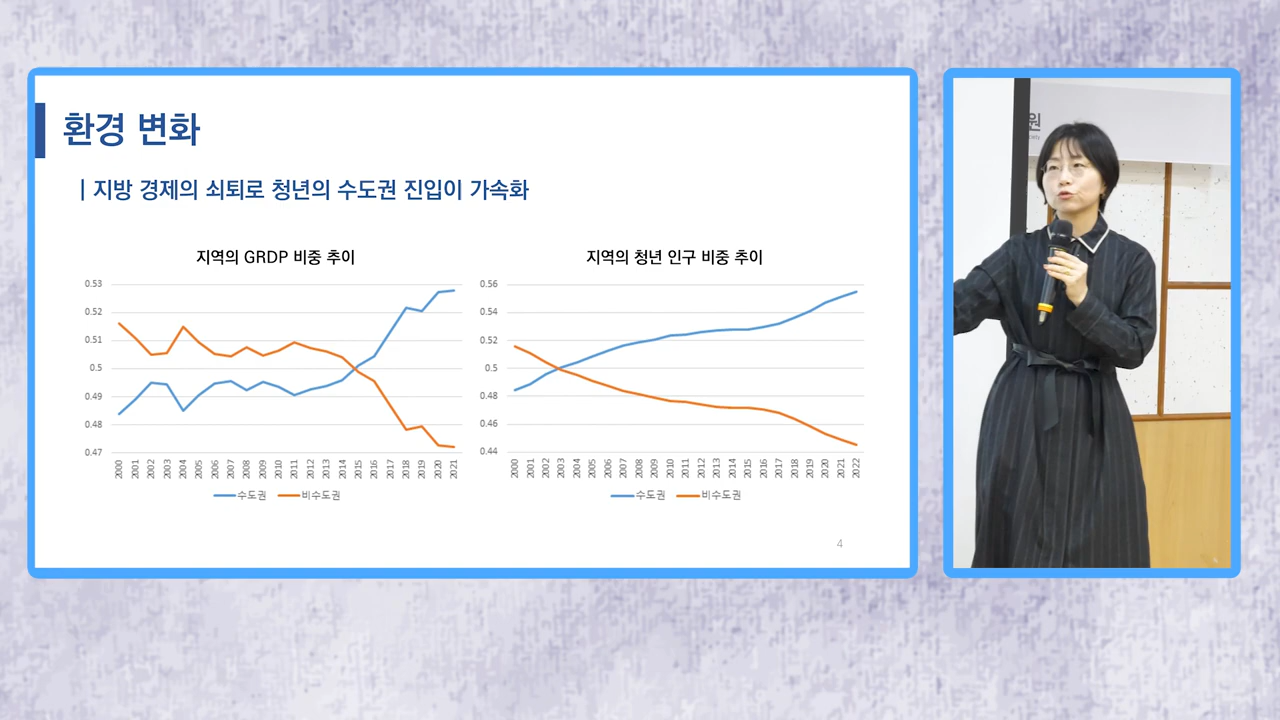 환경 변화
| 지방 경제의 쇠퇴로 청년의 수도권 진입이 가속화
지역의 GRDP 비중 추이
0.53
0.52
0.51
0.5
0.49
0.48
0.47
2000 2001 2002 2003 2004 2005 2006 2007 2008 2009 2010 2011 2012 2013 2014 2015 2016 2017 2018 2019 2020 2021
수도권 비수도권
지역의 청년 인구 비중 추이
0.56
0.54
0.52
0.5
0.48
0.46
0.44
2000 2001 2002 2003 2004 2005 2006 2007 2008 2009 2010 2011 2012 2013 2014 2015 2016 2017 2018 2019 2020 2021 2022
수도권 비수도권
4
원